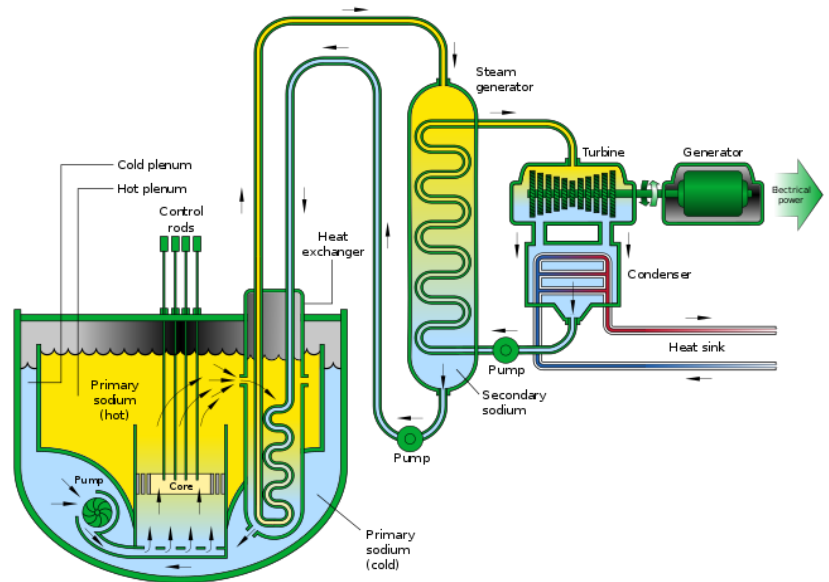 Steam
generator
Turbine
Generator
Electrical
power
Cold plenum
Hot plenum
Control
rods
Heat
exchanger
Condenser
Heat sink
Pump
Primary
sodium
(hot)
Secondary
sodium
Pump
Pump
Core
Primary
sodium
(cold)